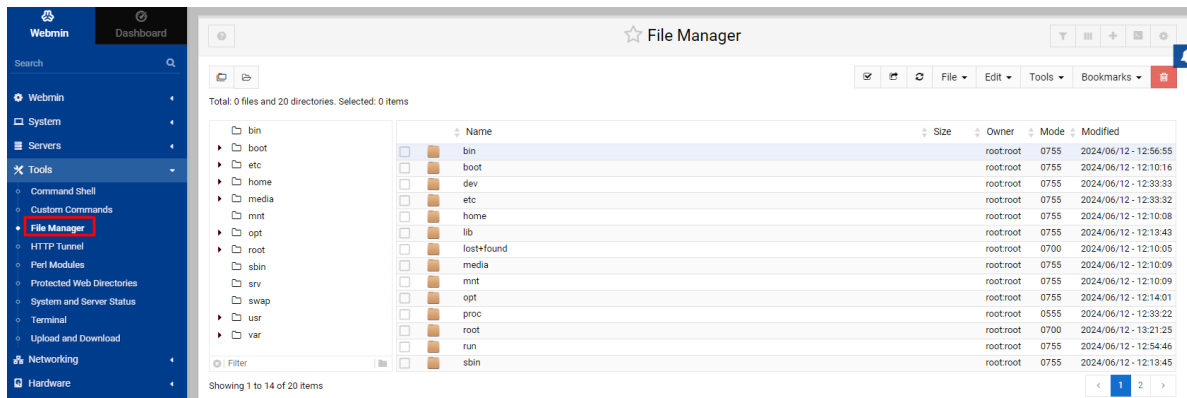 Webmin
Dashboard
Search
Webmin
System
Servers
Tools
Command Shell
Custom Commands
File Manager
HTTP Tunnel
Perl Modules
Protected Web Directories
System and Server Status
Terminal
Upload and Download
Networking
Hardware
File Manager
File Edit Tools Bookmarks
Total: 0 files and 20 directories. Selected: 0 items
bin
boot
etc
home
media
mnt
opt
root
sbin
srv
swap
usr
var
Filter
Name Size Owner Mode Modified
bin root:root 0755 2024/06/12 - 12:56:55
boot root:root 0755 2024/06/12 - 12:10:16
dev root:root 0755 2024/06/12 - 12:33:33
etc root:root 0755 2024/06/12 - 12:33:32
home root:root 0755 2024/06/12 - 12:10:08
lib root:root 0755 2024/06/12 - 12:13:43
lost+found root:root 0700 2024/06/12 - 12:10:05
media root:root 0755 2024/06/12 - 12:10:09
mnt root:root 0755 2024/06/12 - 12:10:09
opt root:root 0755 2024/06/12 - 12:14:01
proc root:root 0555 2024/06/12 - 12:33:22
root root:root 0700 2024/06/12 - 13:21:25
run root:root 0755 2024/06/12 - 12:54:46
sbin root:root 0755 2024/06/12 - 12:13:45
Showing 1 to 14 of 20 items
1 2